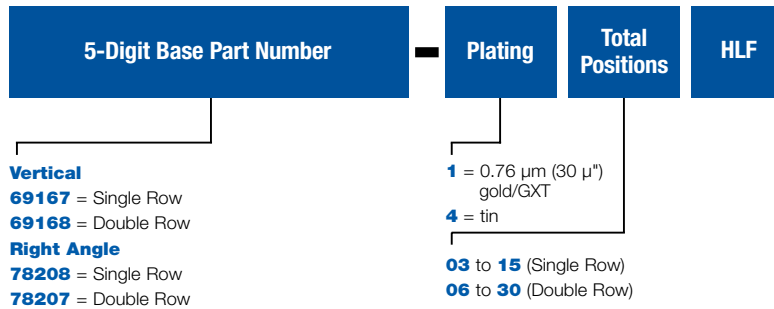 5-Digit Base Part Number - Plating Total Positions HLF
Vertical
69167 = Single Row
69168 = Double Row
Right Angle
78208 = Single Row
78207 = Double Row
1 = 0.76 µm (30 µ")
gold/GXT
4 = tin
03 to 15 (Single Row)
06 to 30 (Double Row)